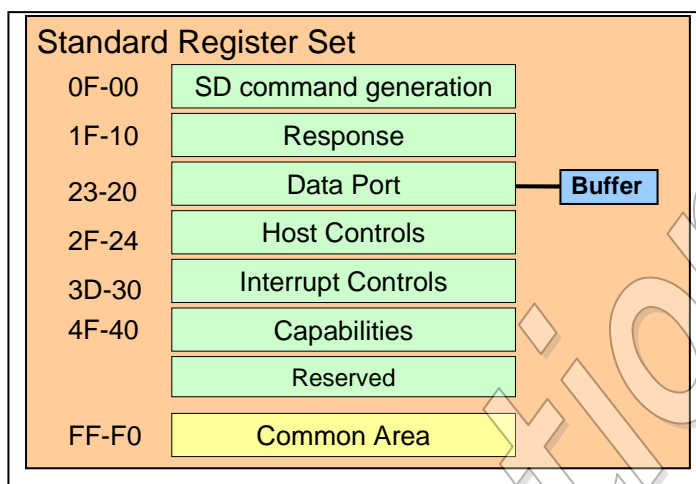 Standard Register Set
0F-00 SD command generation
1F-10 Response
23-20 Data Port Buffer
2F-24 Host Controls
3D-30 Interrupt Controls
4F-40 Capabilities
Reserved
FF-F0 Common Area